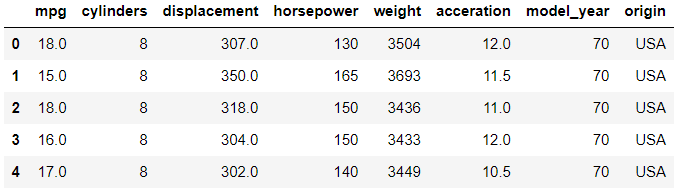 mpg cylinders displacement horsepower weight acceration model_year origin
0 18.0 8 307.0 130 3504 12.0 70 USA
1 15.0 8 350.0 165 3693 11.5 70 USA
2 18.0 8 318.0 150 3436 11.0 70 USA
3 16.0 8 304.0 150 3433 12.0 70 USA
4 17.0 8 302.0 140 3449 10.5 70 USA